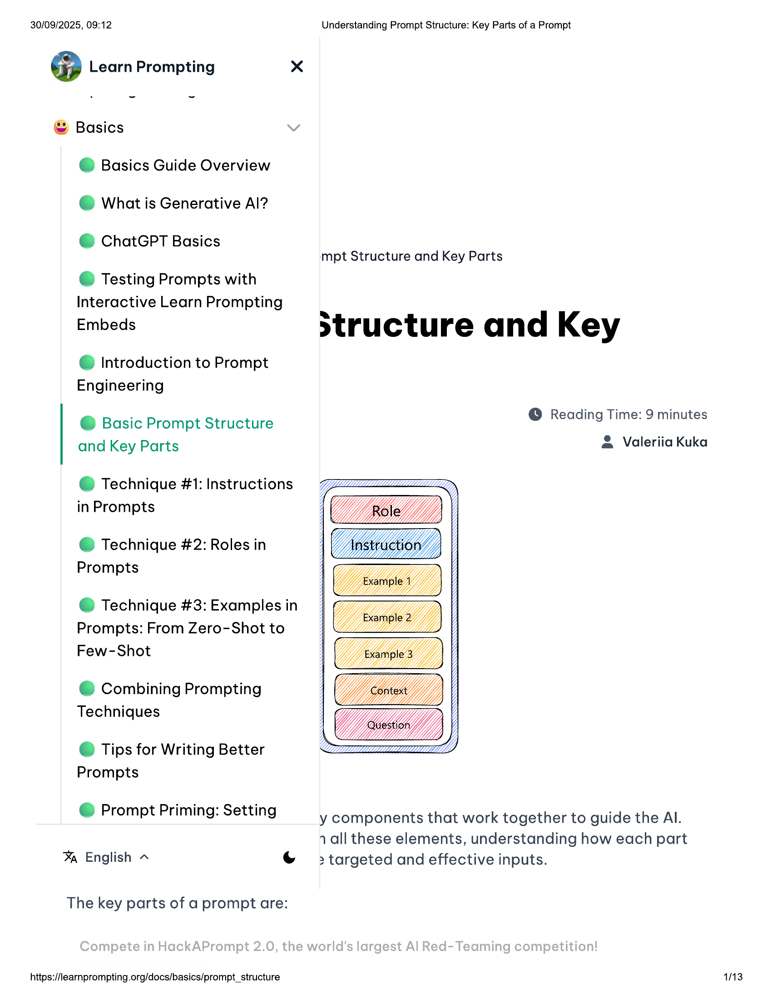 30/09/2025, 09:12
Understanding Prompt Structure: Key Parts of a Prompt
Learn Prompting
Basics
Basics Guide Overview
What is Generative AI?
ChatGPT Basics
Testing Prompts with
Interactive Learn Prompting
Embeds
Introduction to Prompt
Engineering
Basic Prompt Structure
and Key Parts
Technique #1: Instructions
in Prompts
Technique #2: Roles in
Prompts
Technique #3: Examples in
Prompts: From Zero-Shot to
Few-Shot
Combining Prompting
Techniques
Tips for Writing Better
Prompts
Prompt Priming: Setting
English
mpt Structure and Key Parts
Structure and Key
Reading Time: 9 minutes
Valeriia Kuka
Role
Instruction
Example 1
Example 2
Example 3
Context
Question
y components that work together to guide the AI.
all these elements, understanding how each part
targeted and effective inputs.
The key parts of a prompt are:
Compete in HackAPrompt 2.0, the world's largest AI Red-Teaming competition!
https://learnprompting.org/docs/basics/prompt_structure
1/13